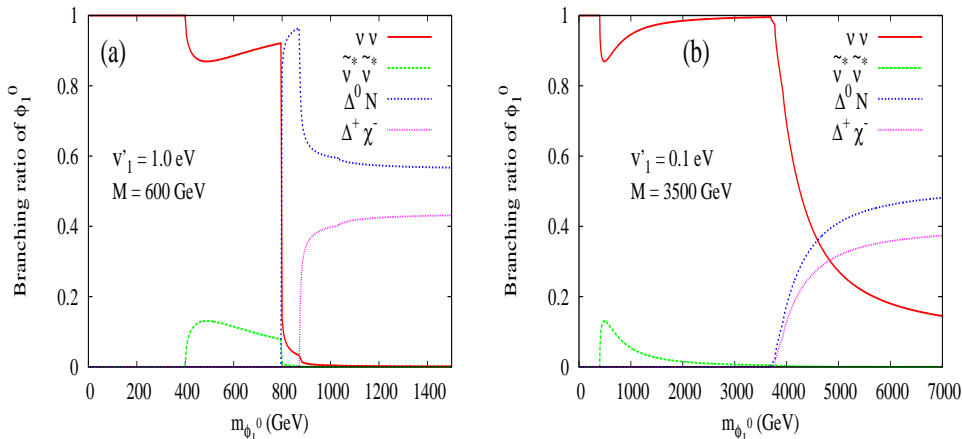 Branching ratio of ϕ₁⁰
1
0.8
0.6
0.4
0.2
0
(a)
ν ν
ν̃* ν̃*
Δ⁰ N
Δ⁺ χ⁻
v'₁ = 1.0 eV
M = 600 GeV
0 200 400 600 800 1000 1200 1400
m_ϕ₁⁰ (GeV)
Branching ratio of ϕ₁⁰
1
0.8
0.6
0.4
0.2
0
(b)
ν ν
ν̃* ν̃*
Δ⁰ N
Δ⁺ χ⁻
v'₁ = 0.1 eV
M = 3500 GeV
0 1000 2000 3000 4000 5000 6000 7000
m_ϕ₁⁰ (GeV)